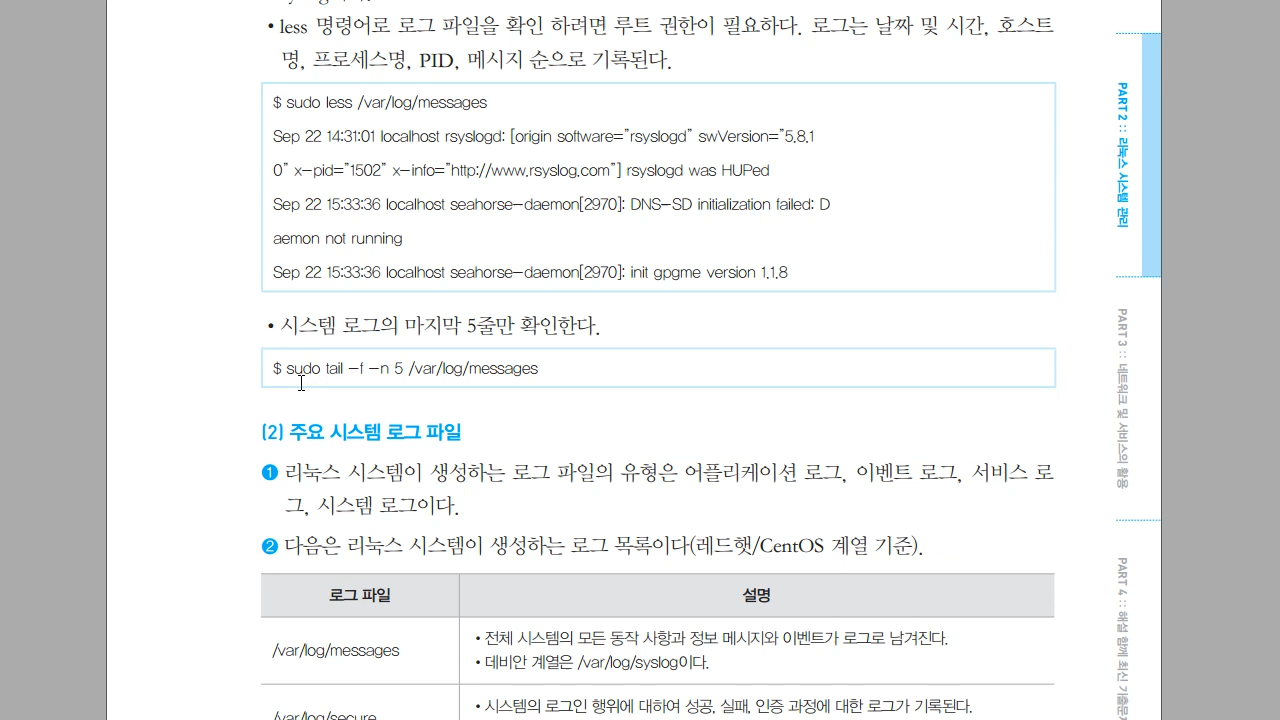 • less 명령어로 로그 파일을 확인 하려면 루트 권한이 필요하다. 로그는 날짜 및 시간, 호스트
명, 프로세스명, PID, 메시지 순으로 기록된다.
$ sudo less /var/log/messages
Sep 22 14:31:01 localhost rsyslogd: [origin software="rsyslogd" swVersion="5.8.1
0" x-pid="1502" x-info="http://www.rsyslog.com"] rsyslogd was HUPed
Sep 22 15:33:36 localhost seahorse-daemon[2970]: DNS-SD initialization failed: D
aemon not running
Sep 22 15:33:36 localhost seahorse-daemon[2970]: init gpgme version 1.1.8
• 시스템 로그의 마지막 5줄만 확인한다.
$ sudo tail -f -n 5 /var/log/messages
(2) 주요 시스템 로그 파일
❶ 리눅스 시스템이 생성하는 로그 파일의 유형은 어플리케이션 로그, 이벤트 로그, 서비스 로
그, 시스템 로그이다.
❷ 다음은 리눅스 시스템이 생성하는 로그 목록이다(레드햇/CentOS 계열 기준).
로그 파일 설명
/var/log/messages
• 전체 시스템의 모든 동작 사항과 정보 메시지와 이벤트가 로그로 남겨진다.
• 데비안 계열은 /var/log/syslog이다.
/var/log/secure
• 시스템의 로그인 행위에 대하여 성공, 실패, 인증 과정에 대한 로그가 기록된다.
PART 2 :: 리눅스 시스템 관리
PART 3 :: 네트워크 및 서비스의 활용
PART 4 :: 해설 함께 최신 기출문제